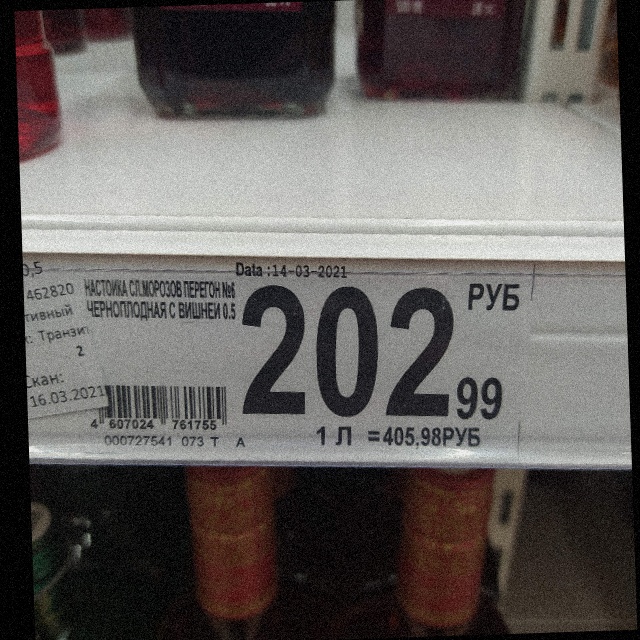 Data :14-03-2021
0,5
462820
тивный
: Транзит
2
Скан:
16.03.2021
НАСТОЙКА СЛ.МОРОЗОВ ПЕРЕГОН №6
ЧЕРНОПЛОДНАЯ С ВИШНЕЙ 0.5
202 99 РУБ
4 607024 761755
000727541 073 Т А
1 Л =405,98РУБ